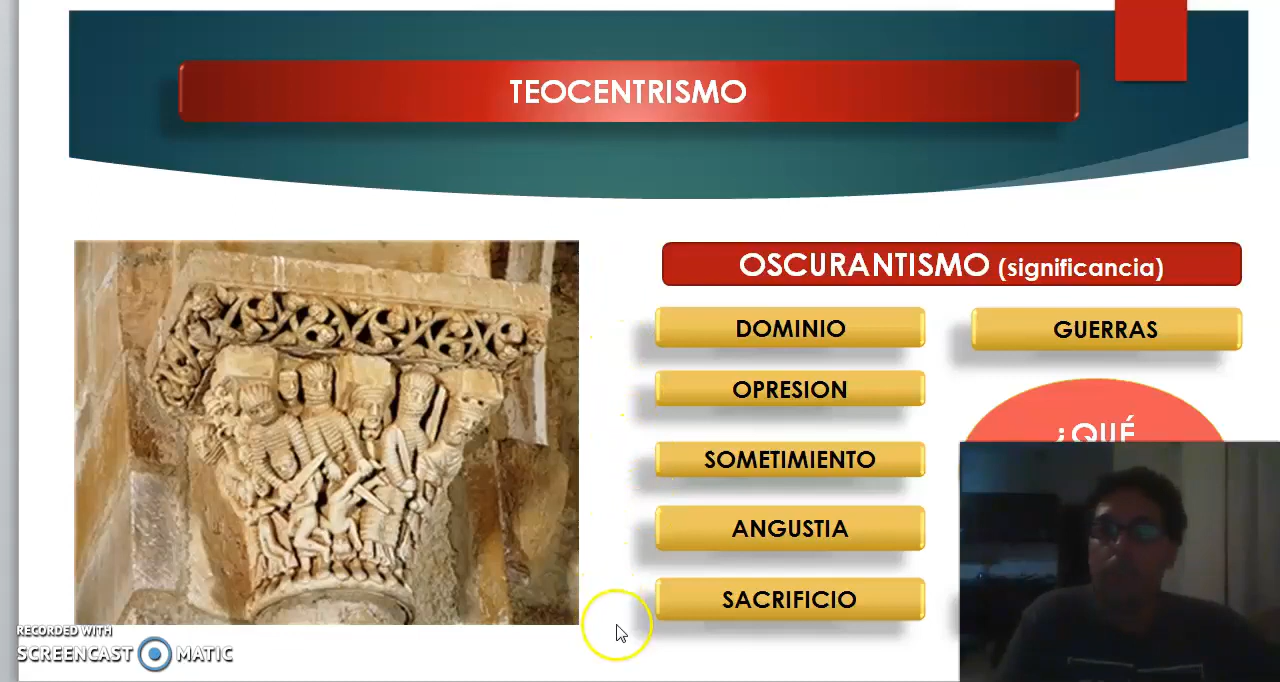 TEOCENTRISMO
OSCURANTISMO (significancia)
DOMINIO
GUERRAS
OPRESION
¿QUÉ
SOMETIMIENTO
ANGUSTIA
SACRIFICIO
RECORDED WITH
SCREENCAST MATIC